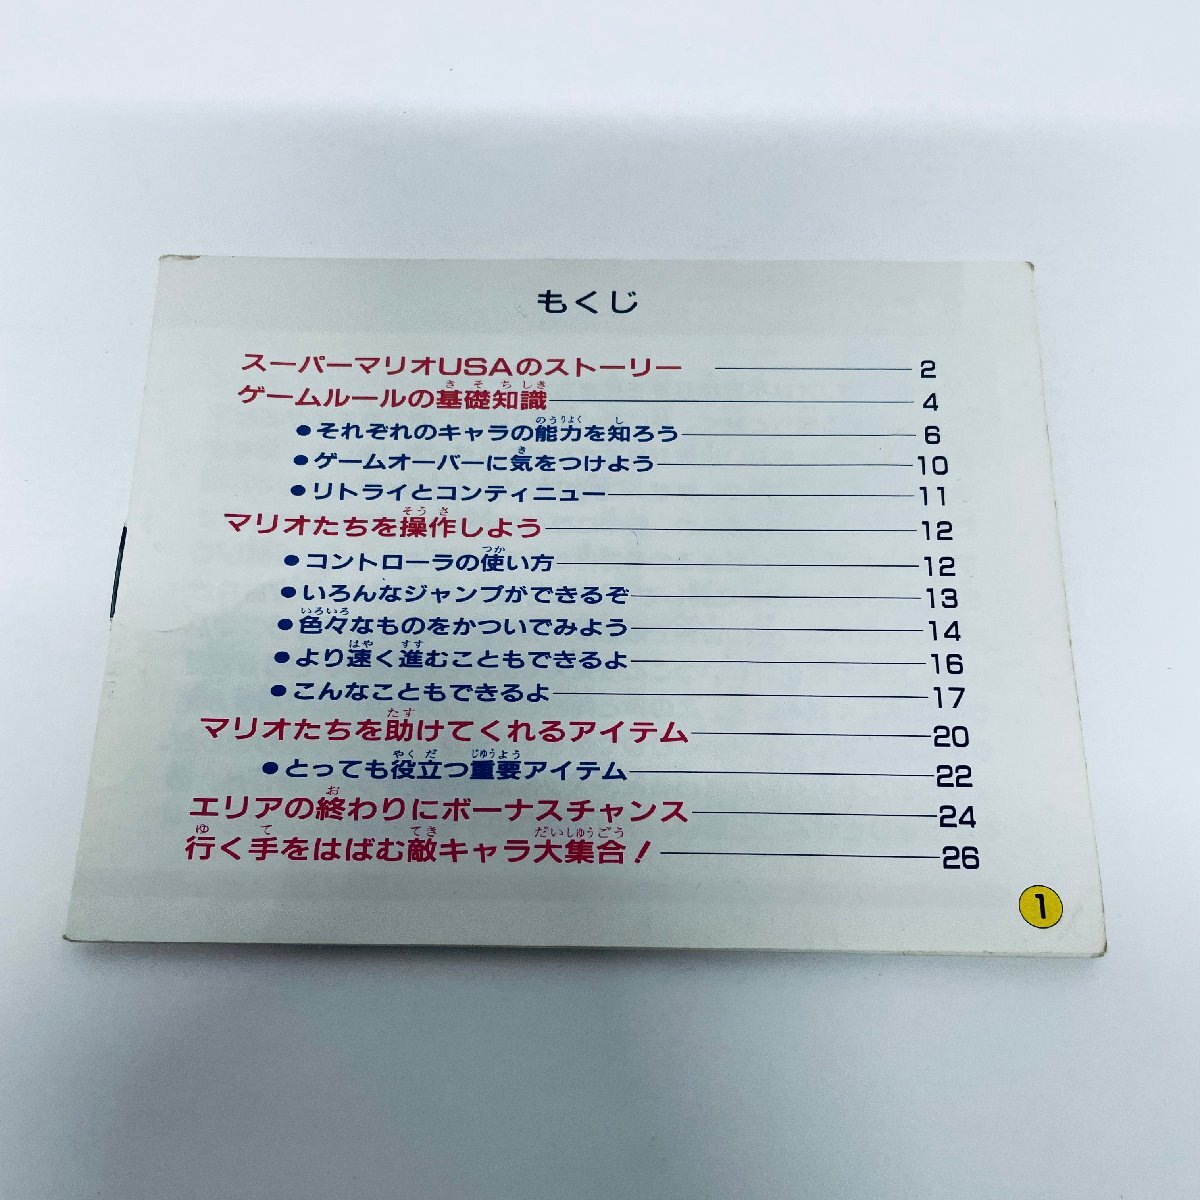 もくじ
スーパーマリオUSAのストーリー 2
ゲームルールの基礎知識 4
●それぞれのキャラの能力を知ろう 6
●ゲームオーバーに気をつけよう 10
●リトライとコンティニュー 11
マリオたちを操作しよう 12
●コントローラの使い方 12
●いろんなジャンプができるぞ 13
●色々なものをかついでみよう 14
●より速く進むこともできるよ 16
●こんなこともできるよ 17
マリオたちを助けてくれるアイテム 20
●とっても役立つ重要アイテム 22
エリアの終わりにボーナスチャンス 24
行く手をはばむ敵キャラ大集合! 26
1